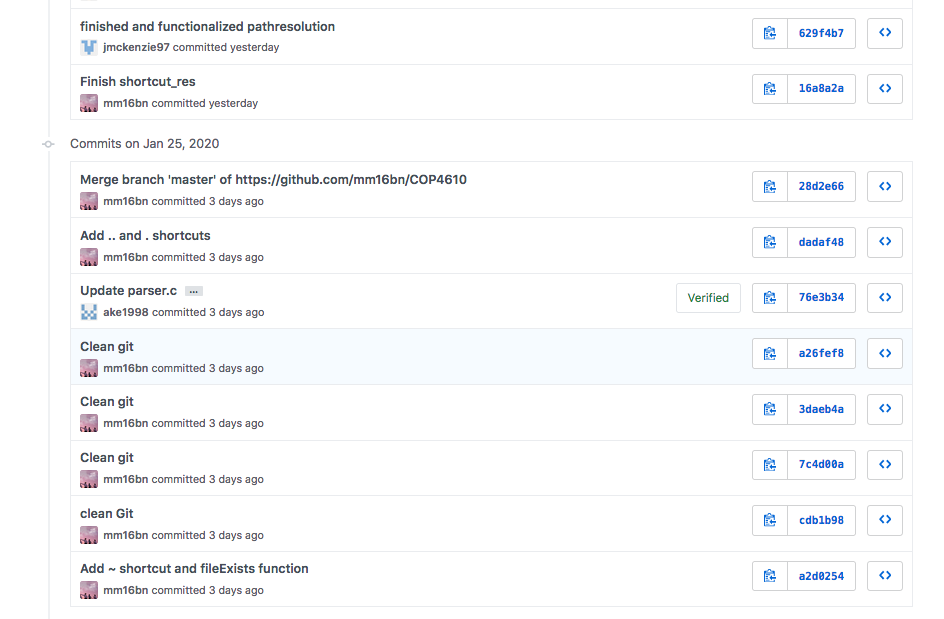 finished and functionalized pathresolution
629f4b7
jmckenzie97 committed yesterday
Finish shortcut_res
16a8a2a
mm16bn committed yesterday
Commits on Jan 25, 2020
Merge branch 'master' of https://github.com/mm16bn/COP4610
28d2e66
mm16bn committed 3 days ago
Add .. and . shortcuts
dadaf48
mm16bn committed 3 days ago
Update parser.c ...
Verified
76e3b34
ake1998 committed 3 days ago
Clean git
a26fef8
mm16bn committed 3 days ago
Clean git
3daeb4a
mm16bn committed 3 days ago
Clean git
7c4d00a
mm16bn committed 3 days ago
clean Git
cdb1b98
mm16bn committed 3 days ago
Add ~ shortcut and fileExists function
a2d0254
mm16bn committed 3 days ago